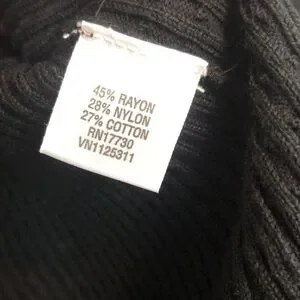 45% RAYON
28% NYLON
27% COTTON
RN17730
VN1125311